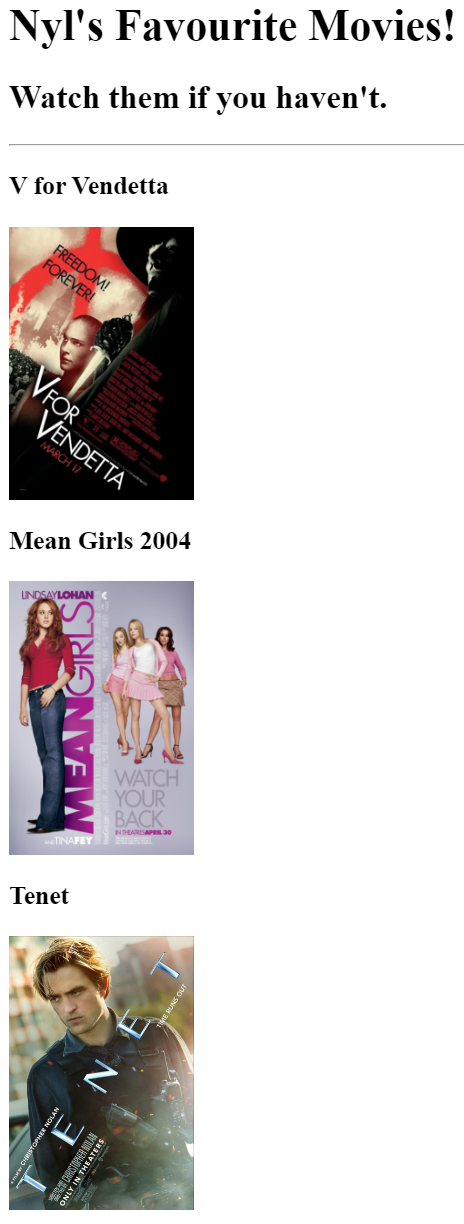 Nyl's Favourite Movies!
Watch them if you haven't.
V for Vendetta
FREEDOM!
FOREVER!
V FOR
VENDETTA
MARCH 17
Mean Girls 2004
LINDSAY LOHAN
MEAN GIRLS
WATCH
YOUR
BACK
IN THEATRES APRIL 30
AND TINA FEY
Tenet
TENET
TIME RUNS OUT
A FILM BY CHRISTOPHER NOLAN
CHRISTOPHER NOLAN
ONLY IN THEATERS